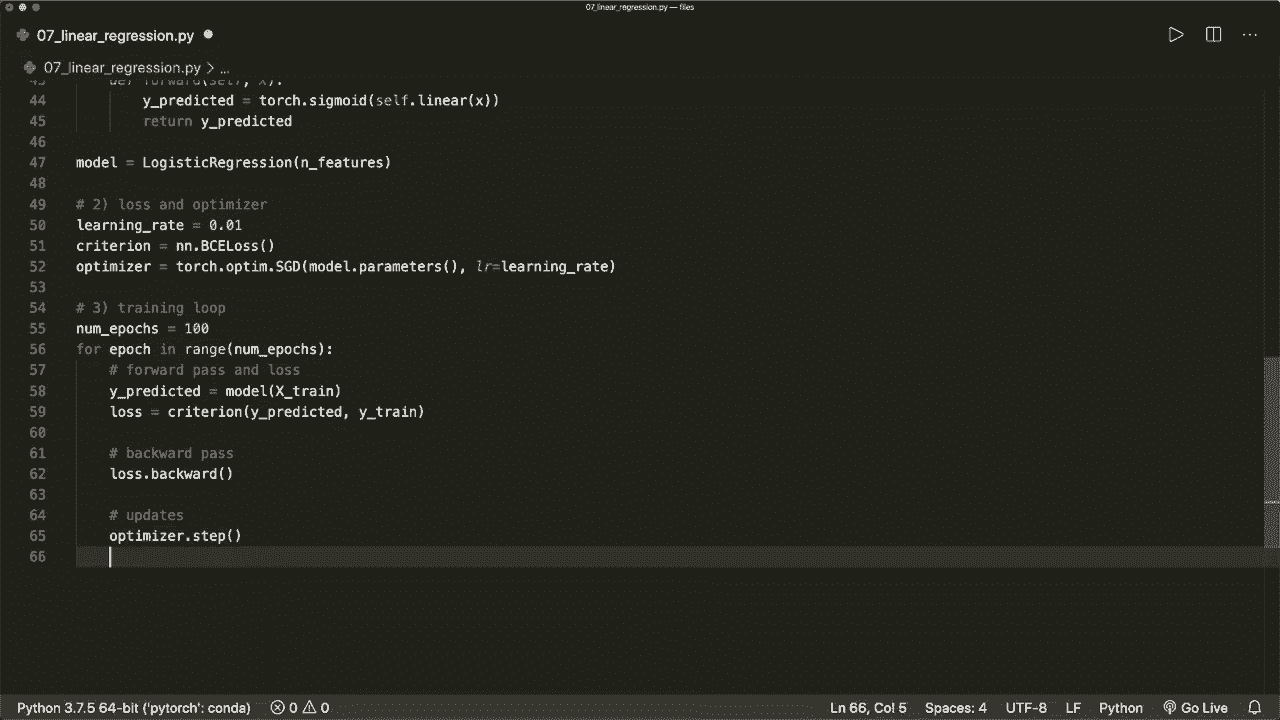 07_linear_regression.py — files
07_linear_regression.py
07_linear_regression.py > ...
43 def forward(self, x):
44 y_predicted = torch.sigmoid(self.linear(x))
45 return y_predicted
46
47 model = LogisticRegression(n_features)
48
49 # 2) loss and optimizer
50 learning_rate = 0.01
51 criterion = nn.BCELoss()
52 optimizer = torch.optim.SGD(model.parameters(), lr=learning_rate)
53
54 # 3) training loop
55 num_epochs = 100
56 for epoch in range(num_epochs):
57 # forward pass and loss
58 y_predicted = model(X_train)
59 loss = criterion(y_predicted, y_train)
60
61 # backward pass
62 loss.backward()
63
64 # updates
65 optimizer.step()
66
Python 3.7.5 64-bit ('pytorch': conda) 0 0 Ln 66, Col 5 Spaces: 4 UTF-8 LF Python Go Live